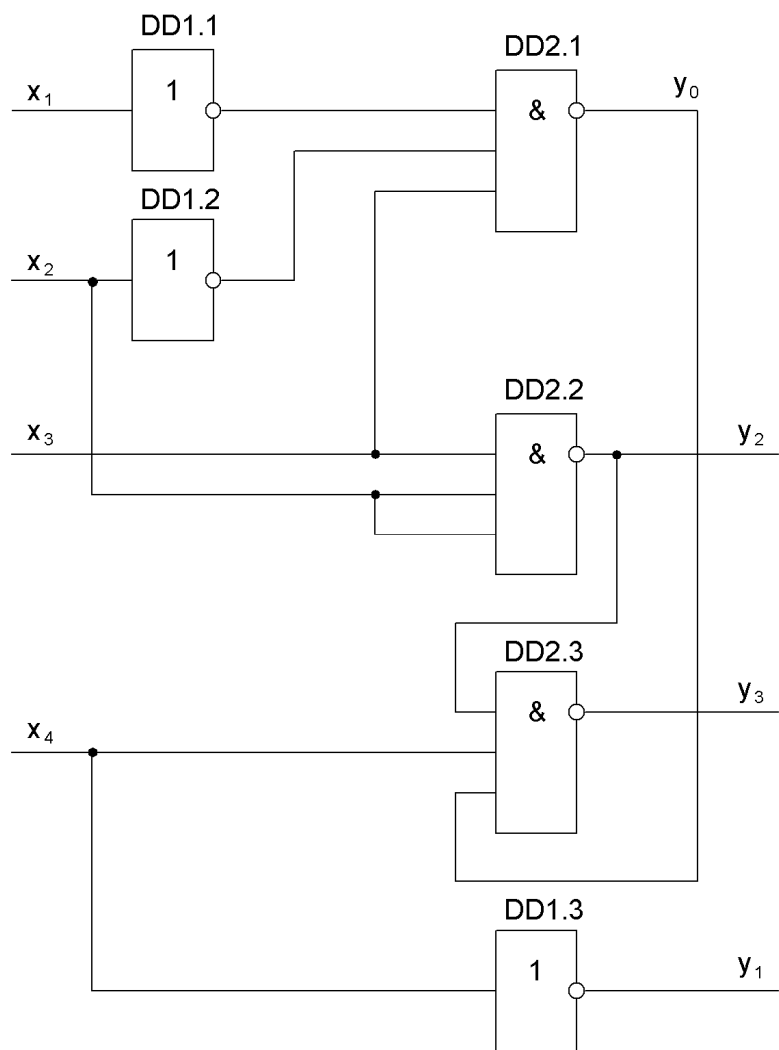 DD1.1
DD2.1
x₁
1
&
y₀
DD1.2
x₂
1
DD2.2
x₃
&
y₂
DD2.3
x₄
&
y₃
DD1.3
1
y₁